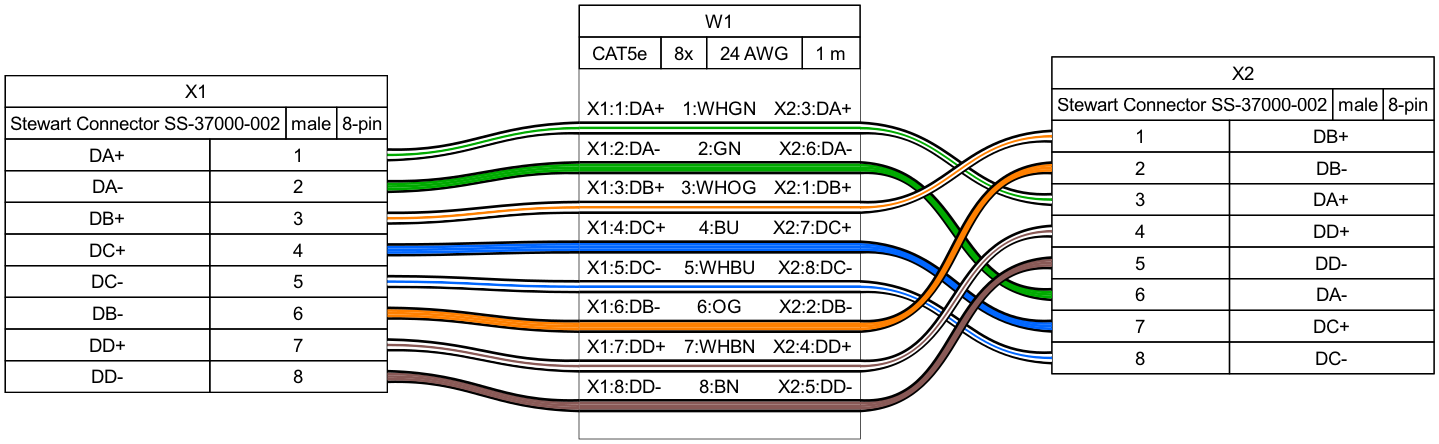 X1
Stewart Connector SS-37000-002 male 8-pin
DA+ 1
DA- 2
DB+ 3
DC+ 4
DC- 5
DB- 6
DD+ 7
DD- 8
W1
CAT5e 8x 24 AWG 1 m
X1:1:DA+ 1:WHGN X2:3:DA+
X1:2:DA- 2:GN X2:6:DA-
X1:3:DB+ 3:WHOG X2:1:DB+
X1:4:DC+ 4:BU X2:7:DC+
X1:5:DC- 5:WHBU X2:8:DC-
X1:6:DB- 6:OG X2:2:DB-
X1:7:DD+ 7:WHBN X2:4:DD+
X1:8:DD- 8:BN X2:5:DD-
X2
Stewart Connector SS-37000-002 male 8-pin
1 DB+
2 DB-
3 DA+
4 DD+
5 DD-
6 DA-
7 DC+
8 DC-